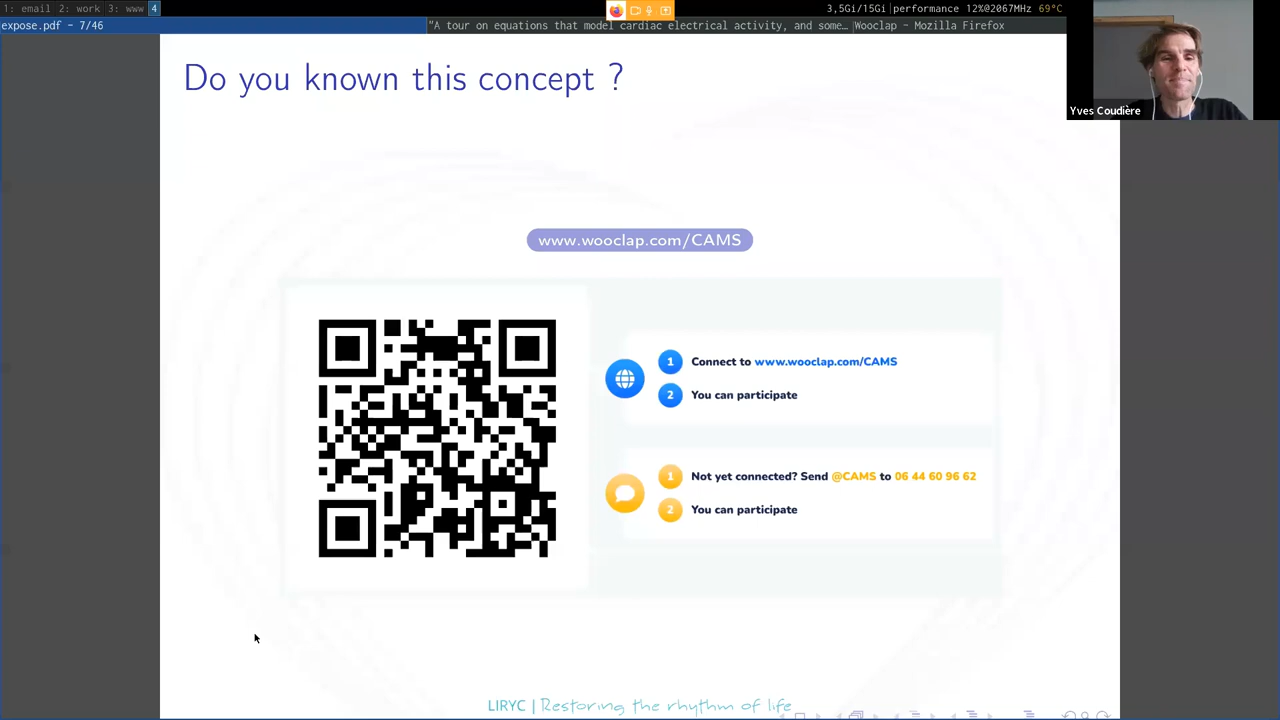 1: email 2: work 3: www 4
3,5Gi/15Gi|performance 12%@2067MHz 69°C
expose.pdf - 7/46
"A tour on equations that model cardiac electrical activity, and some… |Wooclap - Mozilla Firefox
Yves Coudière
Do you known this concept ?
www.wooclap.com/CAMS
1 Connect to www.wooclap.com/CAMS
2 You can participate
1 Not yet connected? Send @CAMS to 06 44 60 96 62
2 You can participate
LIRYC | Restoring the rhythm of life